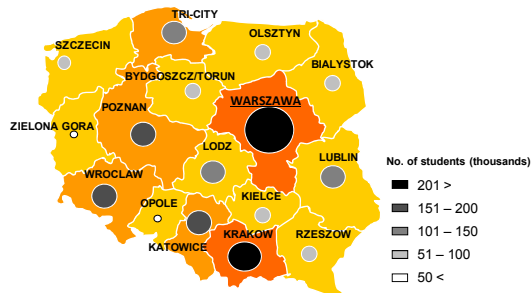 TRI-CITY
SZCZECIN
OLSZTYN
BIALYSTOK
BYDGOSZCZ/TORUN
WARSZAWA
POZNAN
ZIELONA GORA
LODZ
LUBLIN
WROCLAW
OPOLE
KIELCE
KATOWICE
KRAKOW
RZESZOW
No. of students (thousands)
201 >
151 – 200
101 – 150
51 – 100
50 <